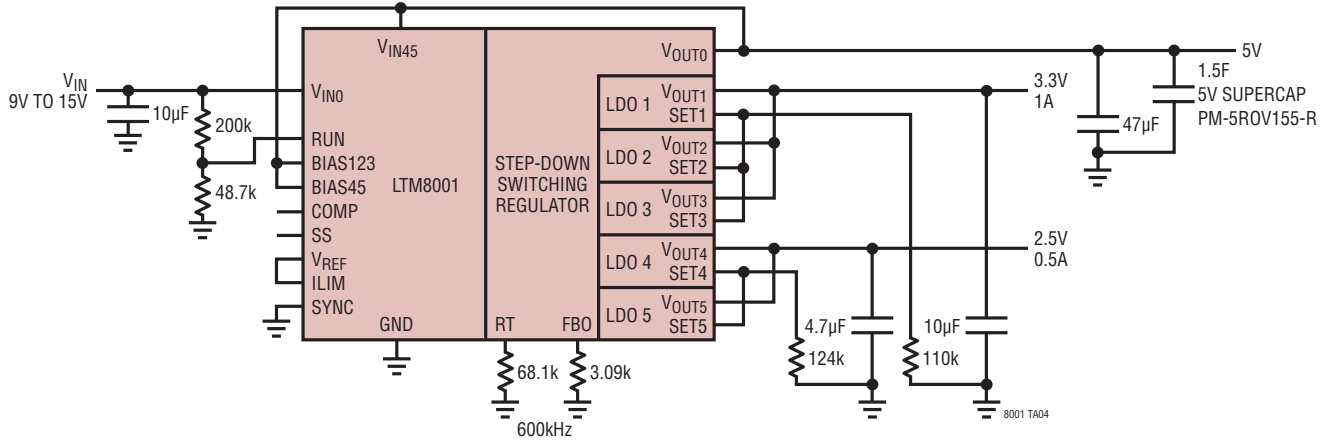 VIN45
VOUT0
5V
VIN
9V TO 15V
10µF
200k
48.7k
VIN0
RUN
BIAS123
BIAS45
COMP
SS
VREF
ILIM
SYNC
GND
LTM8001
STEP-DOWN
SWITCHING
REGULATOR
RT
FBO
LDO 1
VOUT1
SET1
LDO 2
VOUT2
SET2
LDO 3
VOUT3
SET3
LDO 4
VOUT4
SET4
LDO 5
VOUT5
SET5
3.3V
1A
47µF
1.5F
5V SUPERCAP
PM-5ROV155-R
2.5V
0.5A
4.7µF
124k
10µF
110k
68.1k
3.09k
600kHz
8001 TA04